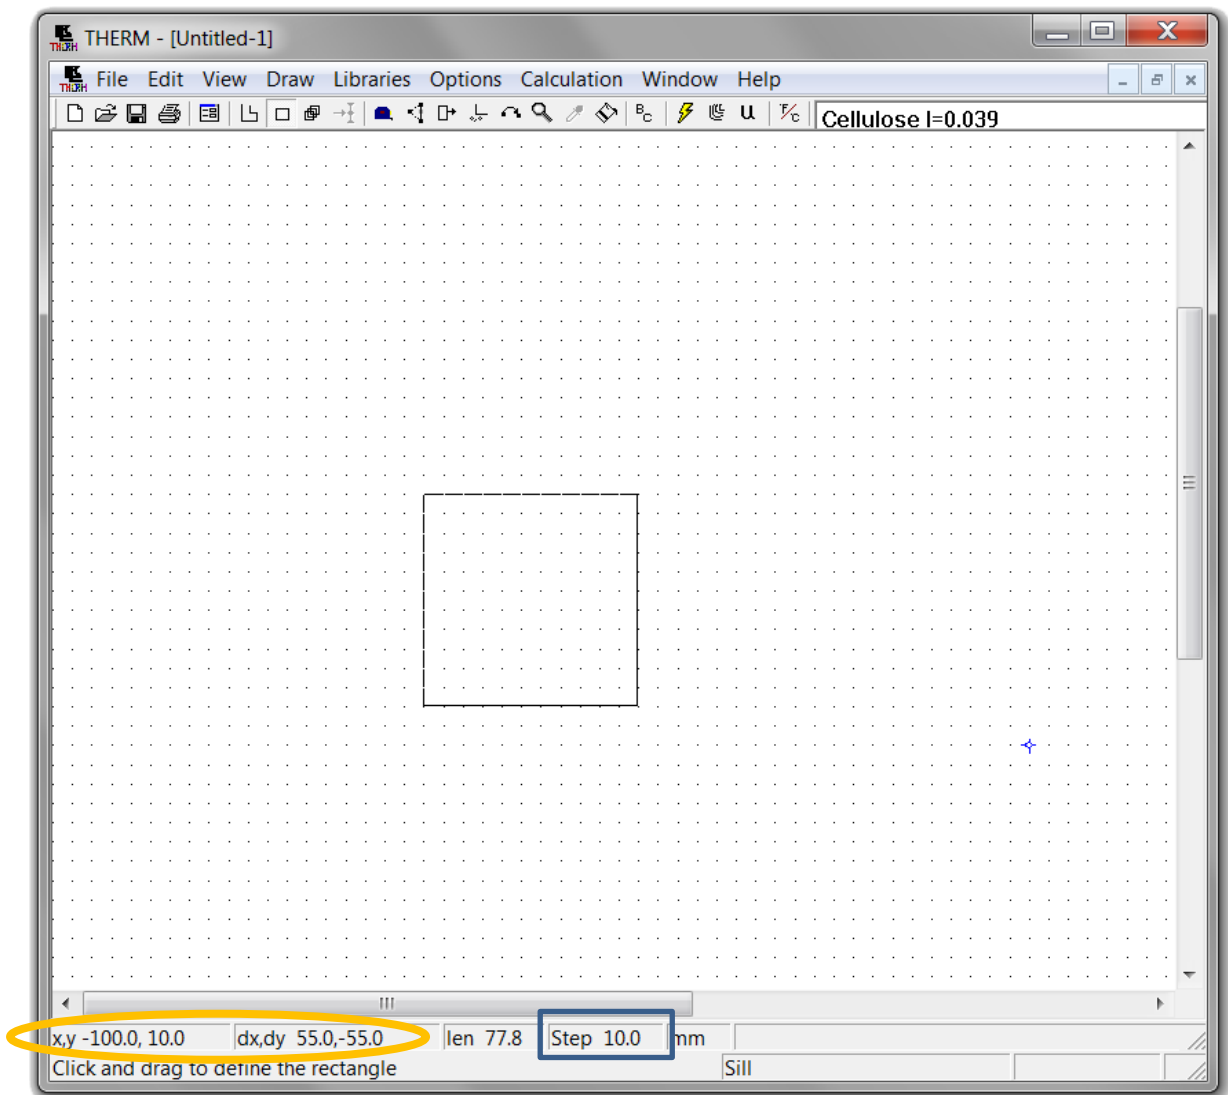 THERM - [Untitled-1]
File Edit View Draw Libraries Options Calculation Window Help
BC U F/C Cellulose l=0.039
x,y -100.0, 10.0 dx,dy 55.0,-55.0 len 77.8 Step 10.0 mm
Click and drag to define the rectangle Sill